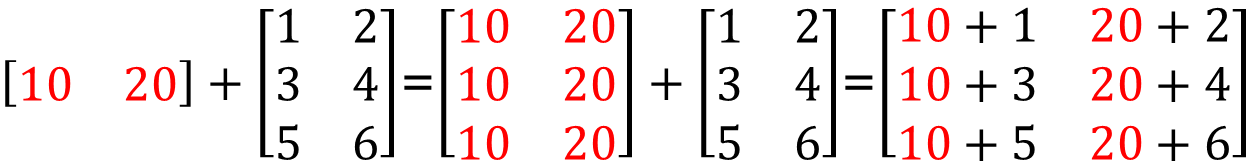 [10 20] + [1 2 = [10 20] + [1 2 = [10 + 1 20 + 2]
3 4 10 20 3 4 10 + 3 20 + 4
5 6] 10 20] 5 6] 10 + 5 20 + 6]